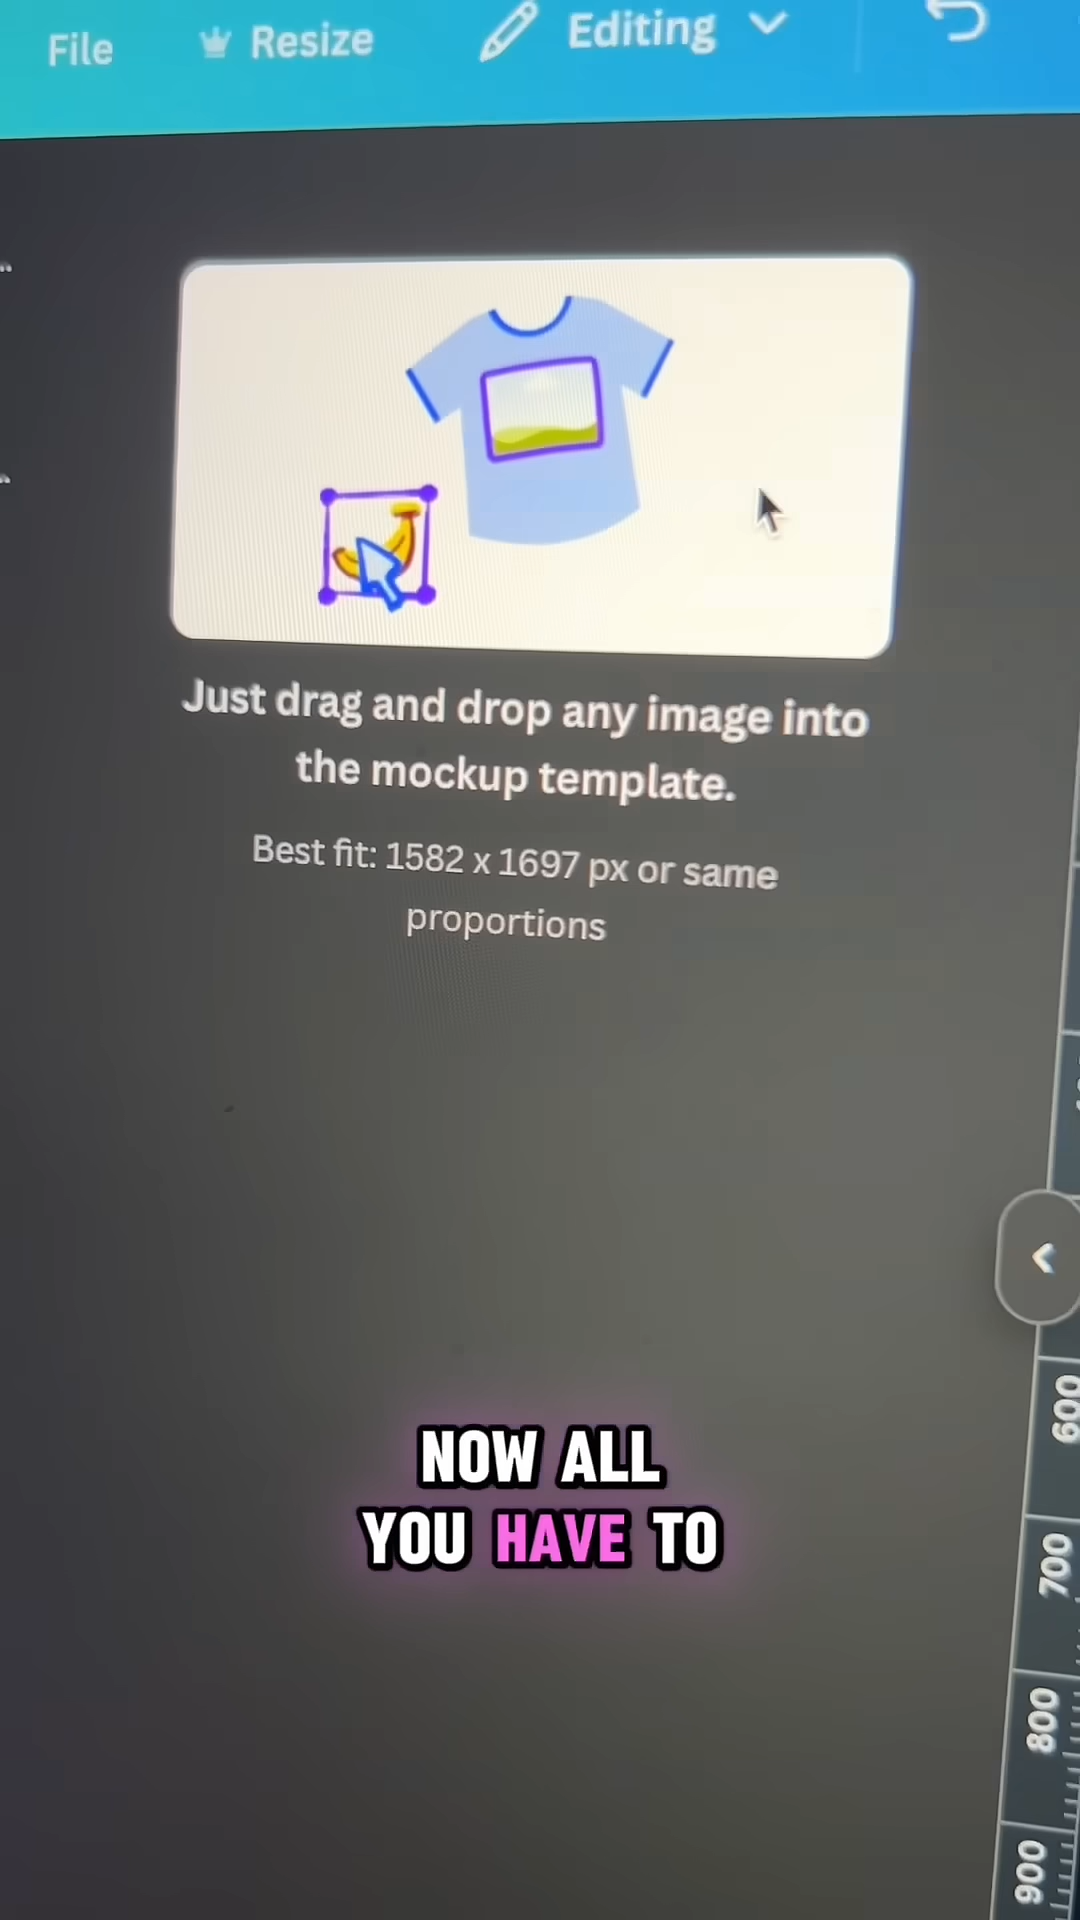 File
Resize
Editing
Just drag and drop any image into
the mockup template.
Best fit: 1582 x 1697 px or same
proportions
NOW ALL
YOU HAVE TO
600
700
800
900